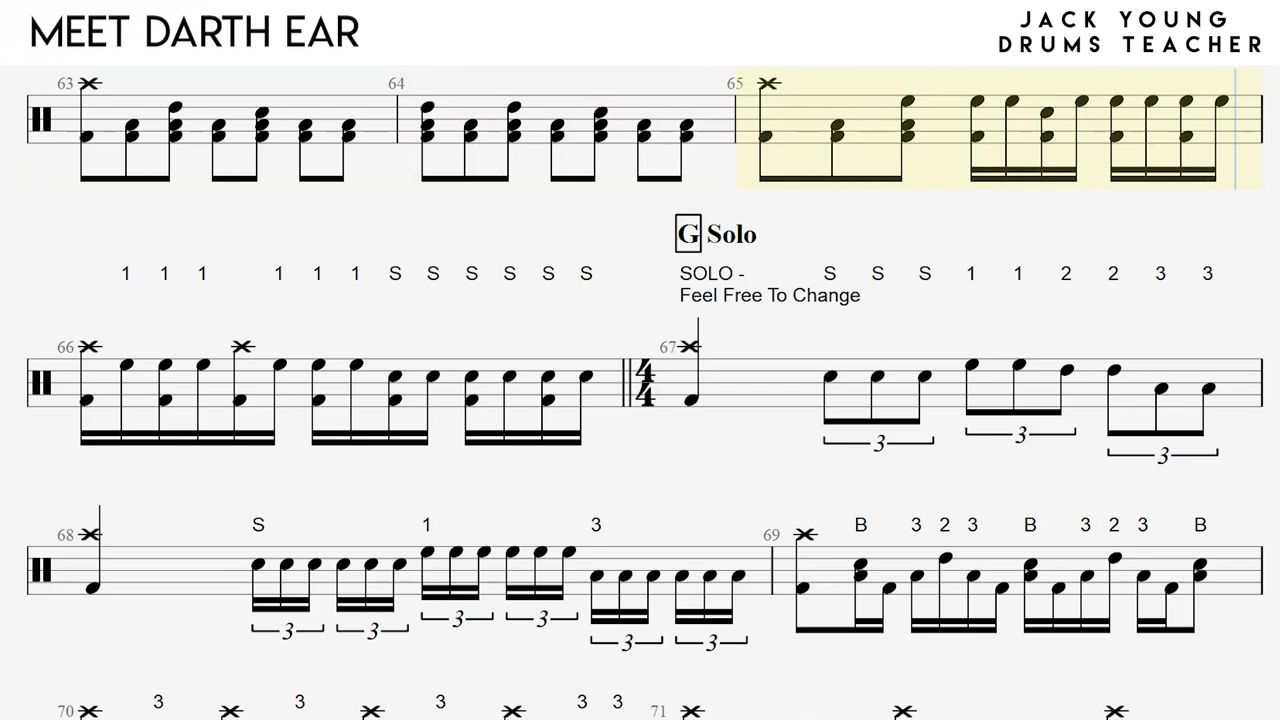 MEET DARTH EAR
JACK YOUNG
DRUMS TEACHER
63
64
65
G Solo
1 1 1 1 1 1 S S S S S S
SOLO - S S S 1 1 2 2 3 3
Feel Free To Change
66
67
4
4
3 3 3
68 S 1 3
69 B 3 2 3 B 3 2 3 B
3 3 3 3 3 3
70 3 3 3 3 3
71